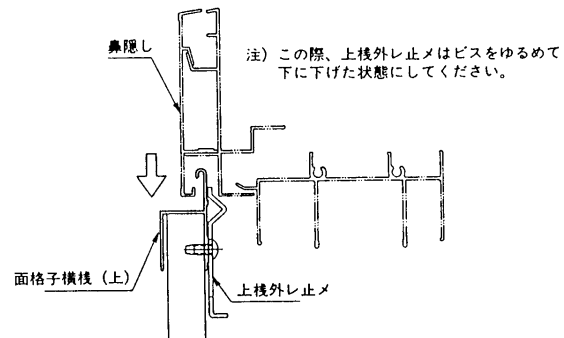 鼻隠し
注) この際、上桟外レ止メはビスをゆるめて
下に下げた状態にしてください。
面格子横桟 (上)
上桟外レ止メ